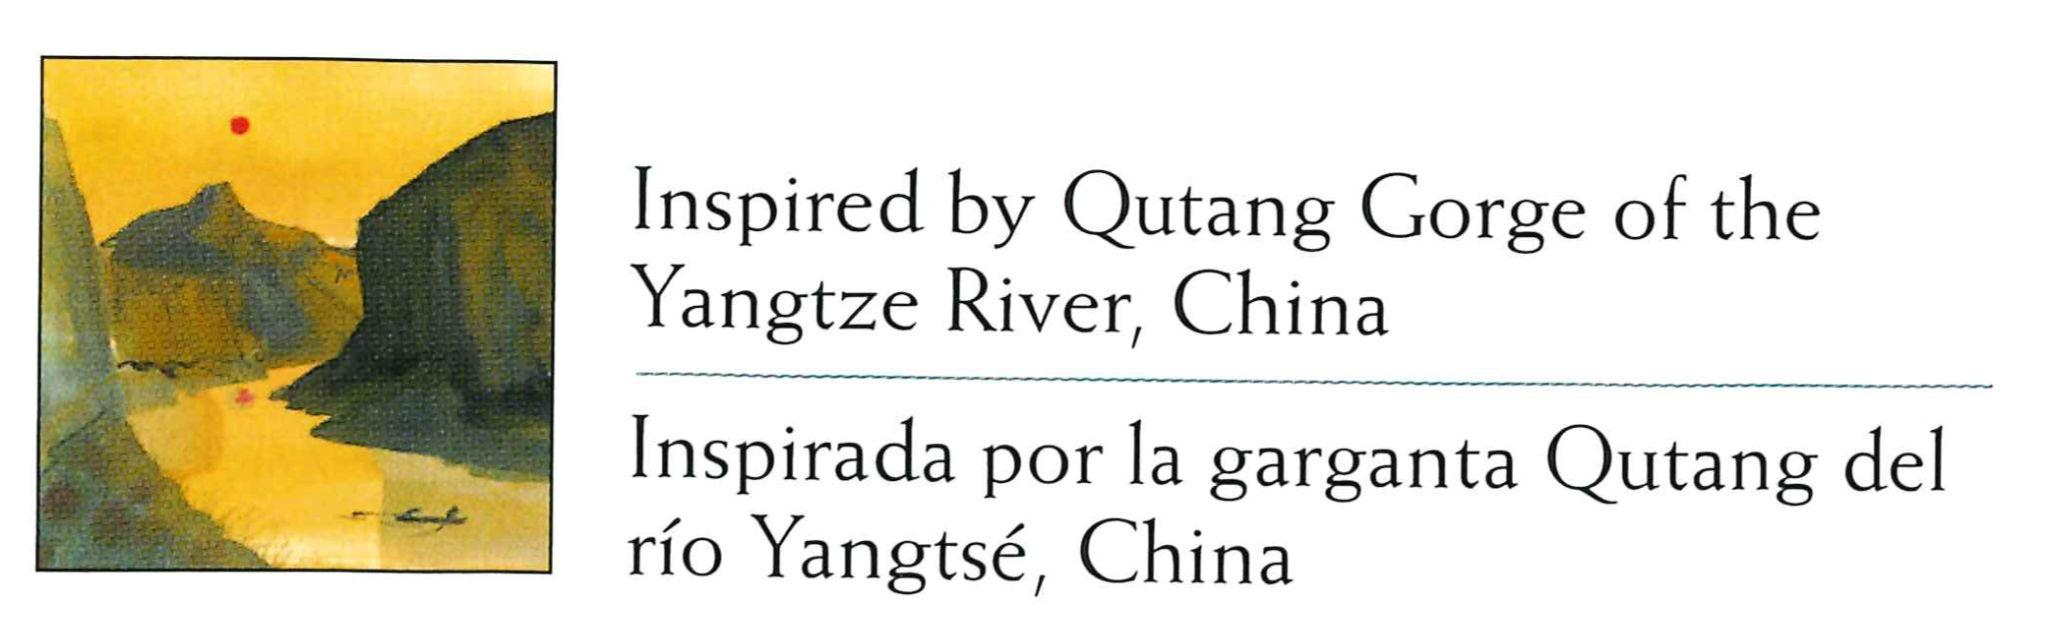 Inspired by Qutang Gorge of the
Yangtze River, China
Inspirada por la garganta Qutang del
río Yangtsé, China